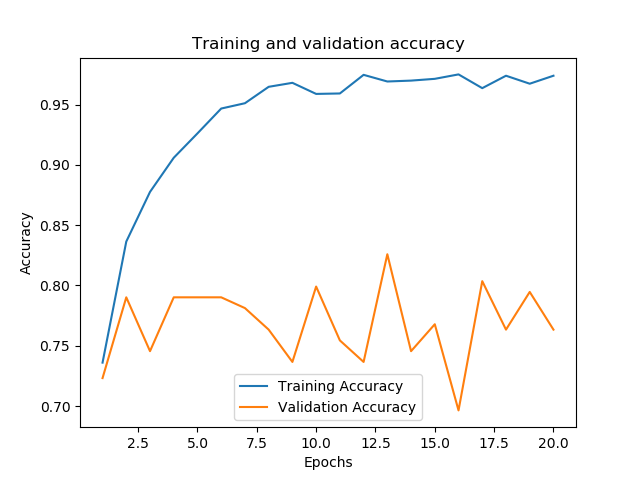 Training and validation accuracy
Accuracy
0.95
0.90
0.85
0.80
0.75
0.70
Training Accuracy
Validation Accuracy
2.5 5.0 7.5 10.0 12.5 15.0 17.5 20.0
Epochs